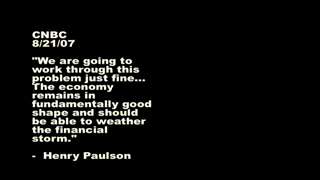 CNBC
8/21/07
"We are going to
work through this
problem just fine...
The economy
remains in
fundamentally good
shape and should
be able to weather
the financial
storm."
- Henry Paulson